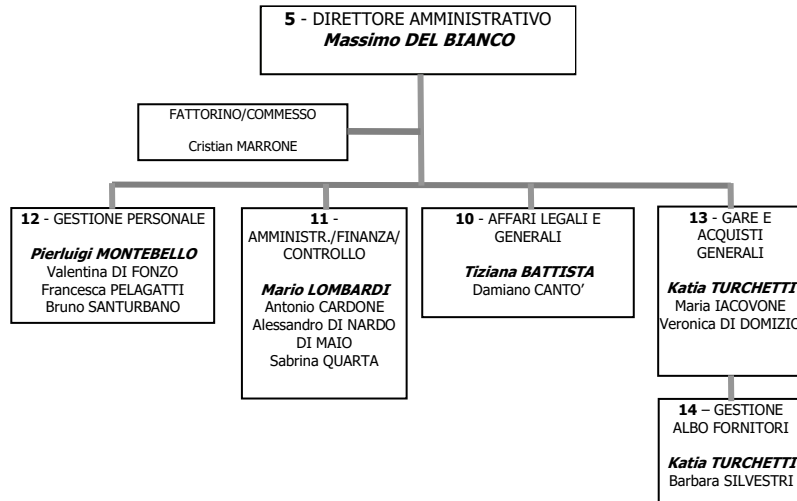 5 - DIRETTORE AMMINISTRATIVO
Massimo DEL BIANCO
FATTORINO/COMMESSO
Cristian MARRONE
12 - GESTIONE PERSONALE
Pierluigi MONTEBELLO
Valentina DI FONZO
Francesca PELAGATTI
Bruno SANTURBANO
11 -
AMMINISTR./FINANZA/
CONTROLLO
Mario LOMBARDI
Antonio CARDONE
Alessandro DI NARDO
DI MAIO
Sabrina QUARTA
10 - AFFARI LEGALI E
GENERALI
Tiziana BATTISTA
Damiano CANTO’
13 - GARE E
ACQUISTI
GENERALI
Katia TURCHETTI
Maria IACOVONE
Veronica DI DOMIZIO
14 – GESTIONE
ALBO FORNITORI
Katia TURCHETTI
Barbara SILVESTRI